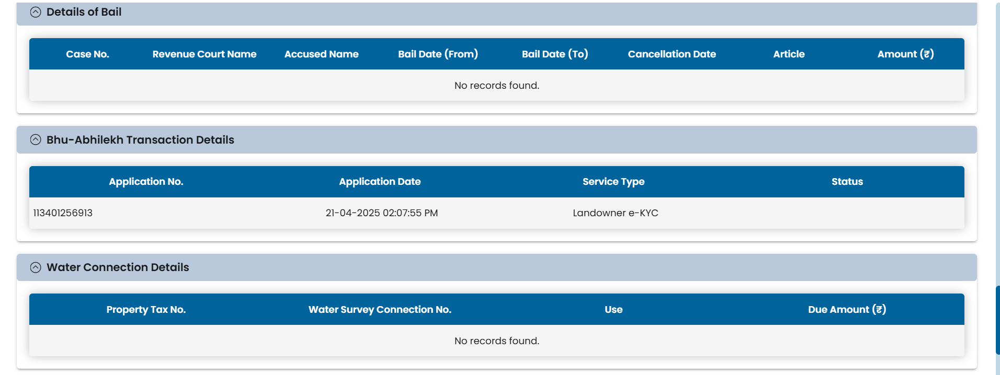 Details of Bail
Case No. Revenue Court Name Accused Name Bail Date (From) Bail Date (To) Cancellation Date Article Amount (₹)
No records found.
Bhu-Abhilekh Transaction Details
Application No. Application Date Service Type Status
113401256913 21-04-2025 02:07:55 PM Landowner e-KYC
Water Connection Details
Property Tax No. Water Survey Connection No. Use Due Amount (₹)
No records found.